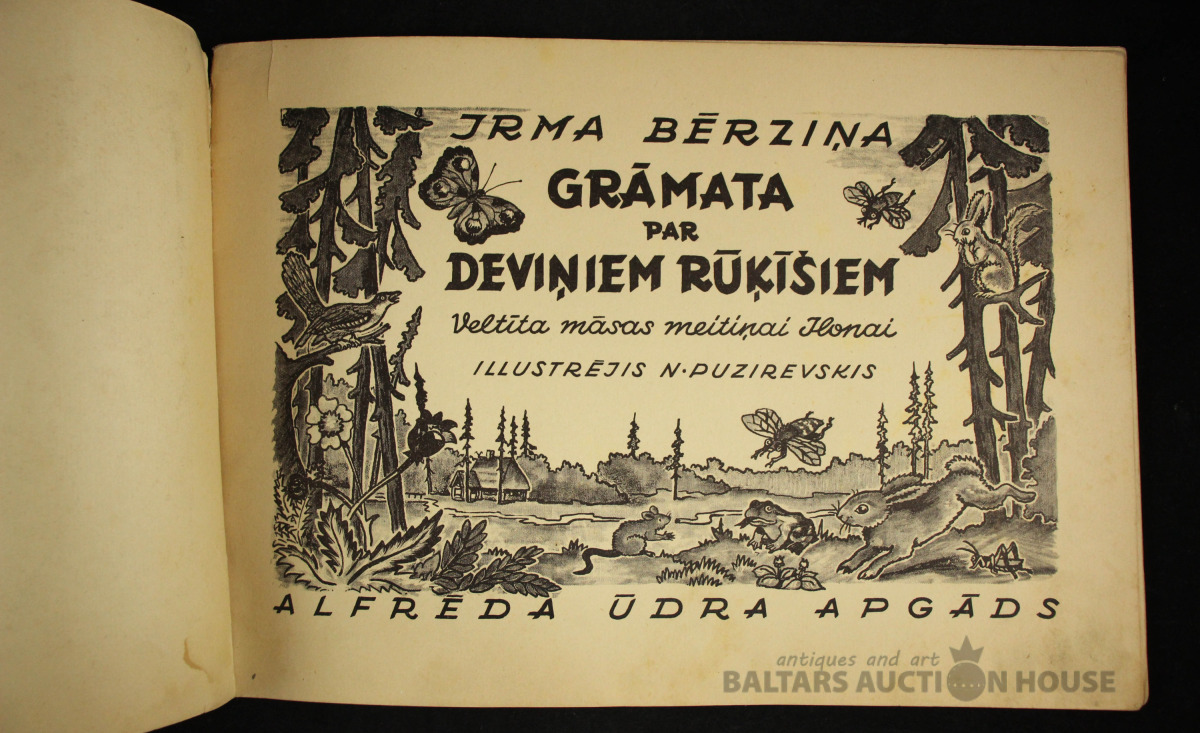 IRMA BĒRZIŅA
GRĀMATA
PAR
DEVIŅIEM RŪĶĪŠIEM
Veltīta māsas meitiņai Ilonai
ILLUSTRĒJIS N·PUZIREVSKIS
ALFRĒDA ŪDRA APGĀDS
antiques and art
BALTARS AUCTION HOUSE